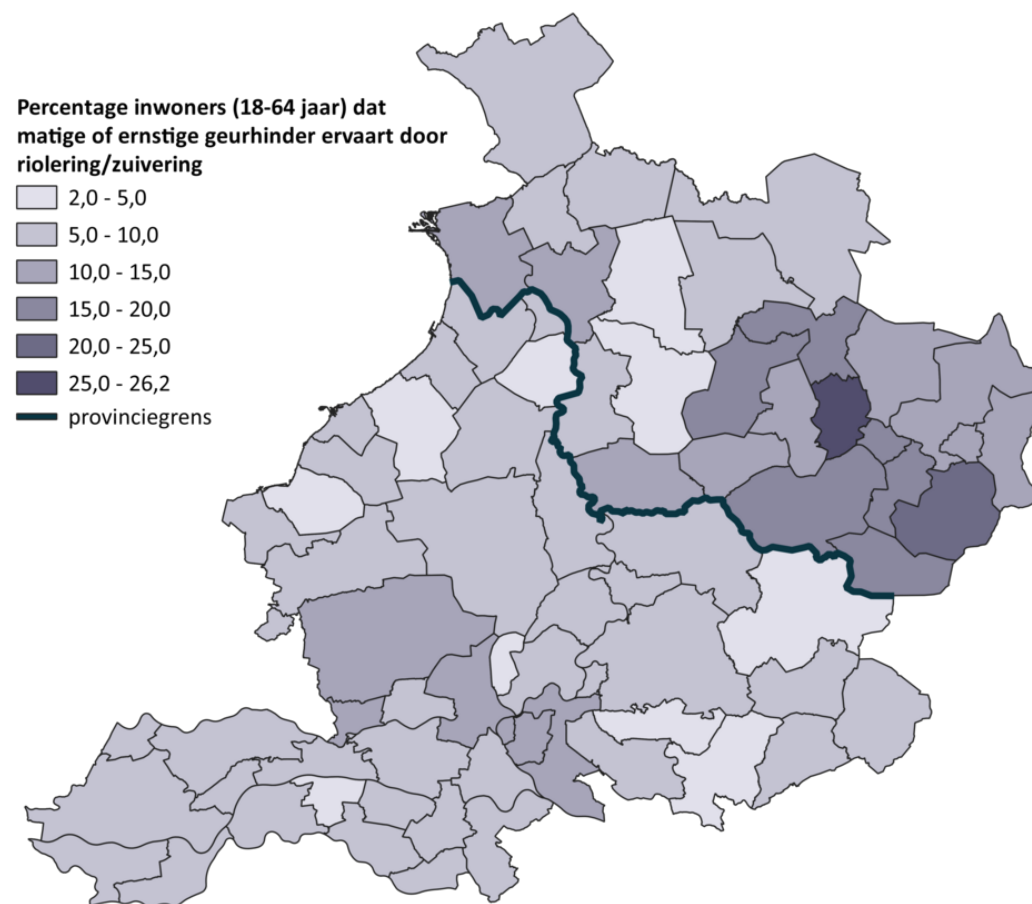 Percentage inwoners (18-64 jaar) dat
matige of ernstige geurhinder ervaart door
riolering/zuivering
2,0 - 5,0
5,0 - 10,0
10,0 - 15,0
15,0 - 20,0
20,0 - 25,0
25,0 - 26,2
provinciegrens